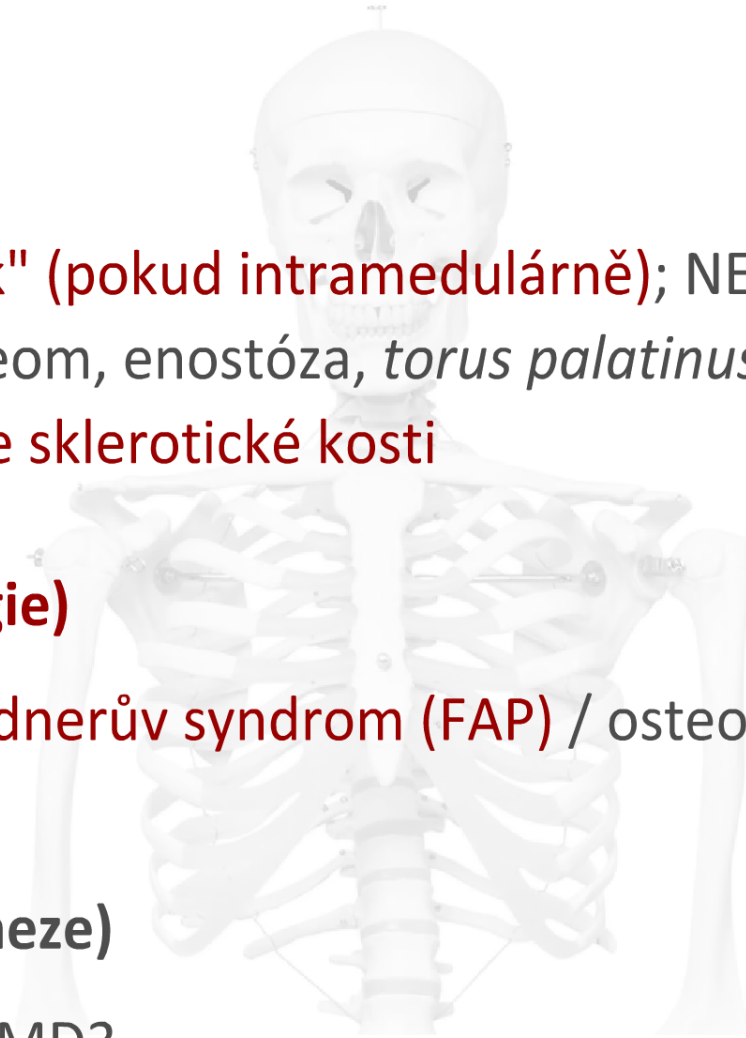 " (pokud intramedulárně); NE
eom, enostóza, torus palatinus
e sklerotické kosti
gie)
dnerův syndrom (FAP) / osteo
neze)